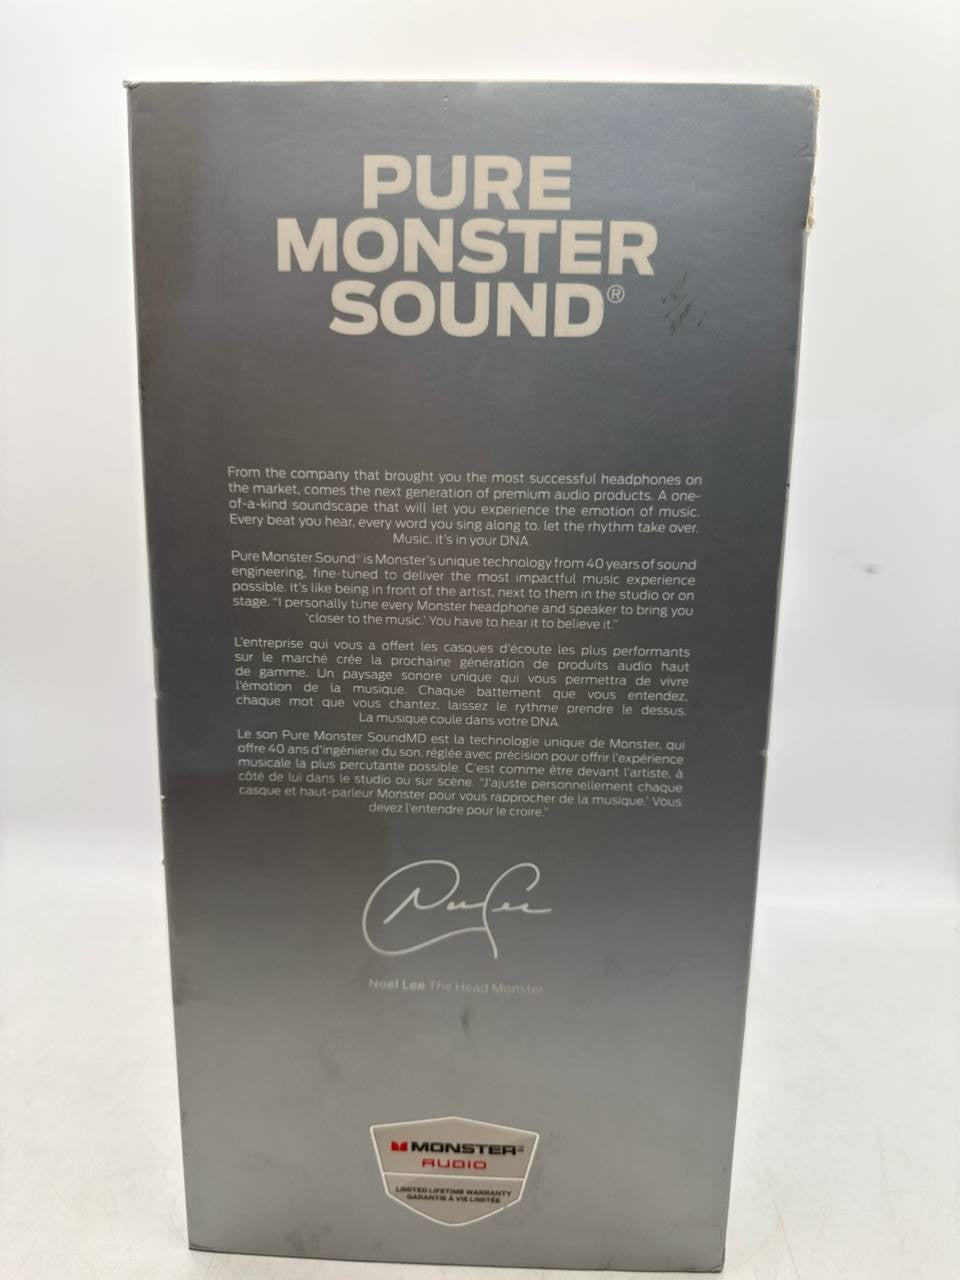 PURE
MONSTER
SOUND®
From the company that brought you the most successful headphones on
the market, comes the next generation of premium audio products. A one-
of-a-kind soundscape that will let you experience the emotion of music.
Every beat you hear, every word you sing along to, let the rhythm take over.
Music, it's in your DNA.
Pure Monster Sound® is Monster's unique technology from 40 years of sound
engineering, fine-tuned to deliver the most impactful music experience
possible. It's like being in front of the artist, next to them in the studio or on
stage. "I personally tune every Monster headphone and speaker to bring you
'closer to the music.' You have to hear it to believe it."
L'entreprise qui vous a offert les casques d'écoute les plus performants
sur le marché crée la prochaine génération de produits audio haut
de gamme. Un paysage sonore unique qui vous permettra de vivre
l'émotion de la musique. Chaque battement que vous entendez,
chaque mot que vous chantez, laissez le rythme prendre le dessus.
La musique coule dans votre DNA.
Le son Pure Monster SoundMD est la technologie unique de Monster, qui
offre 40 ans d'ingénierie du son, réglée avec précision pour offrir l'expérience
musicale la plus percutante possible. C'est comme être devant l'artiste, à
côté de lui dans le studio ou sur scène. "J'ajuste personnellement chaque
casque et haut-parleur Monster pour vous rapprocher de la musique.' Vous
devez l'entendre pour le croire."
Noel Lee
Noel Lee The Head Monster
MONSTER
AUDIO
LIMITED LIFETIME WARRANTY
GARANTIE À VIE LIMITÉE